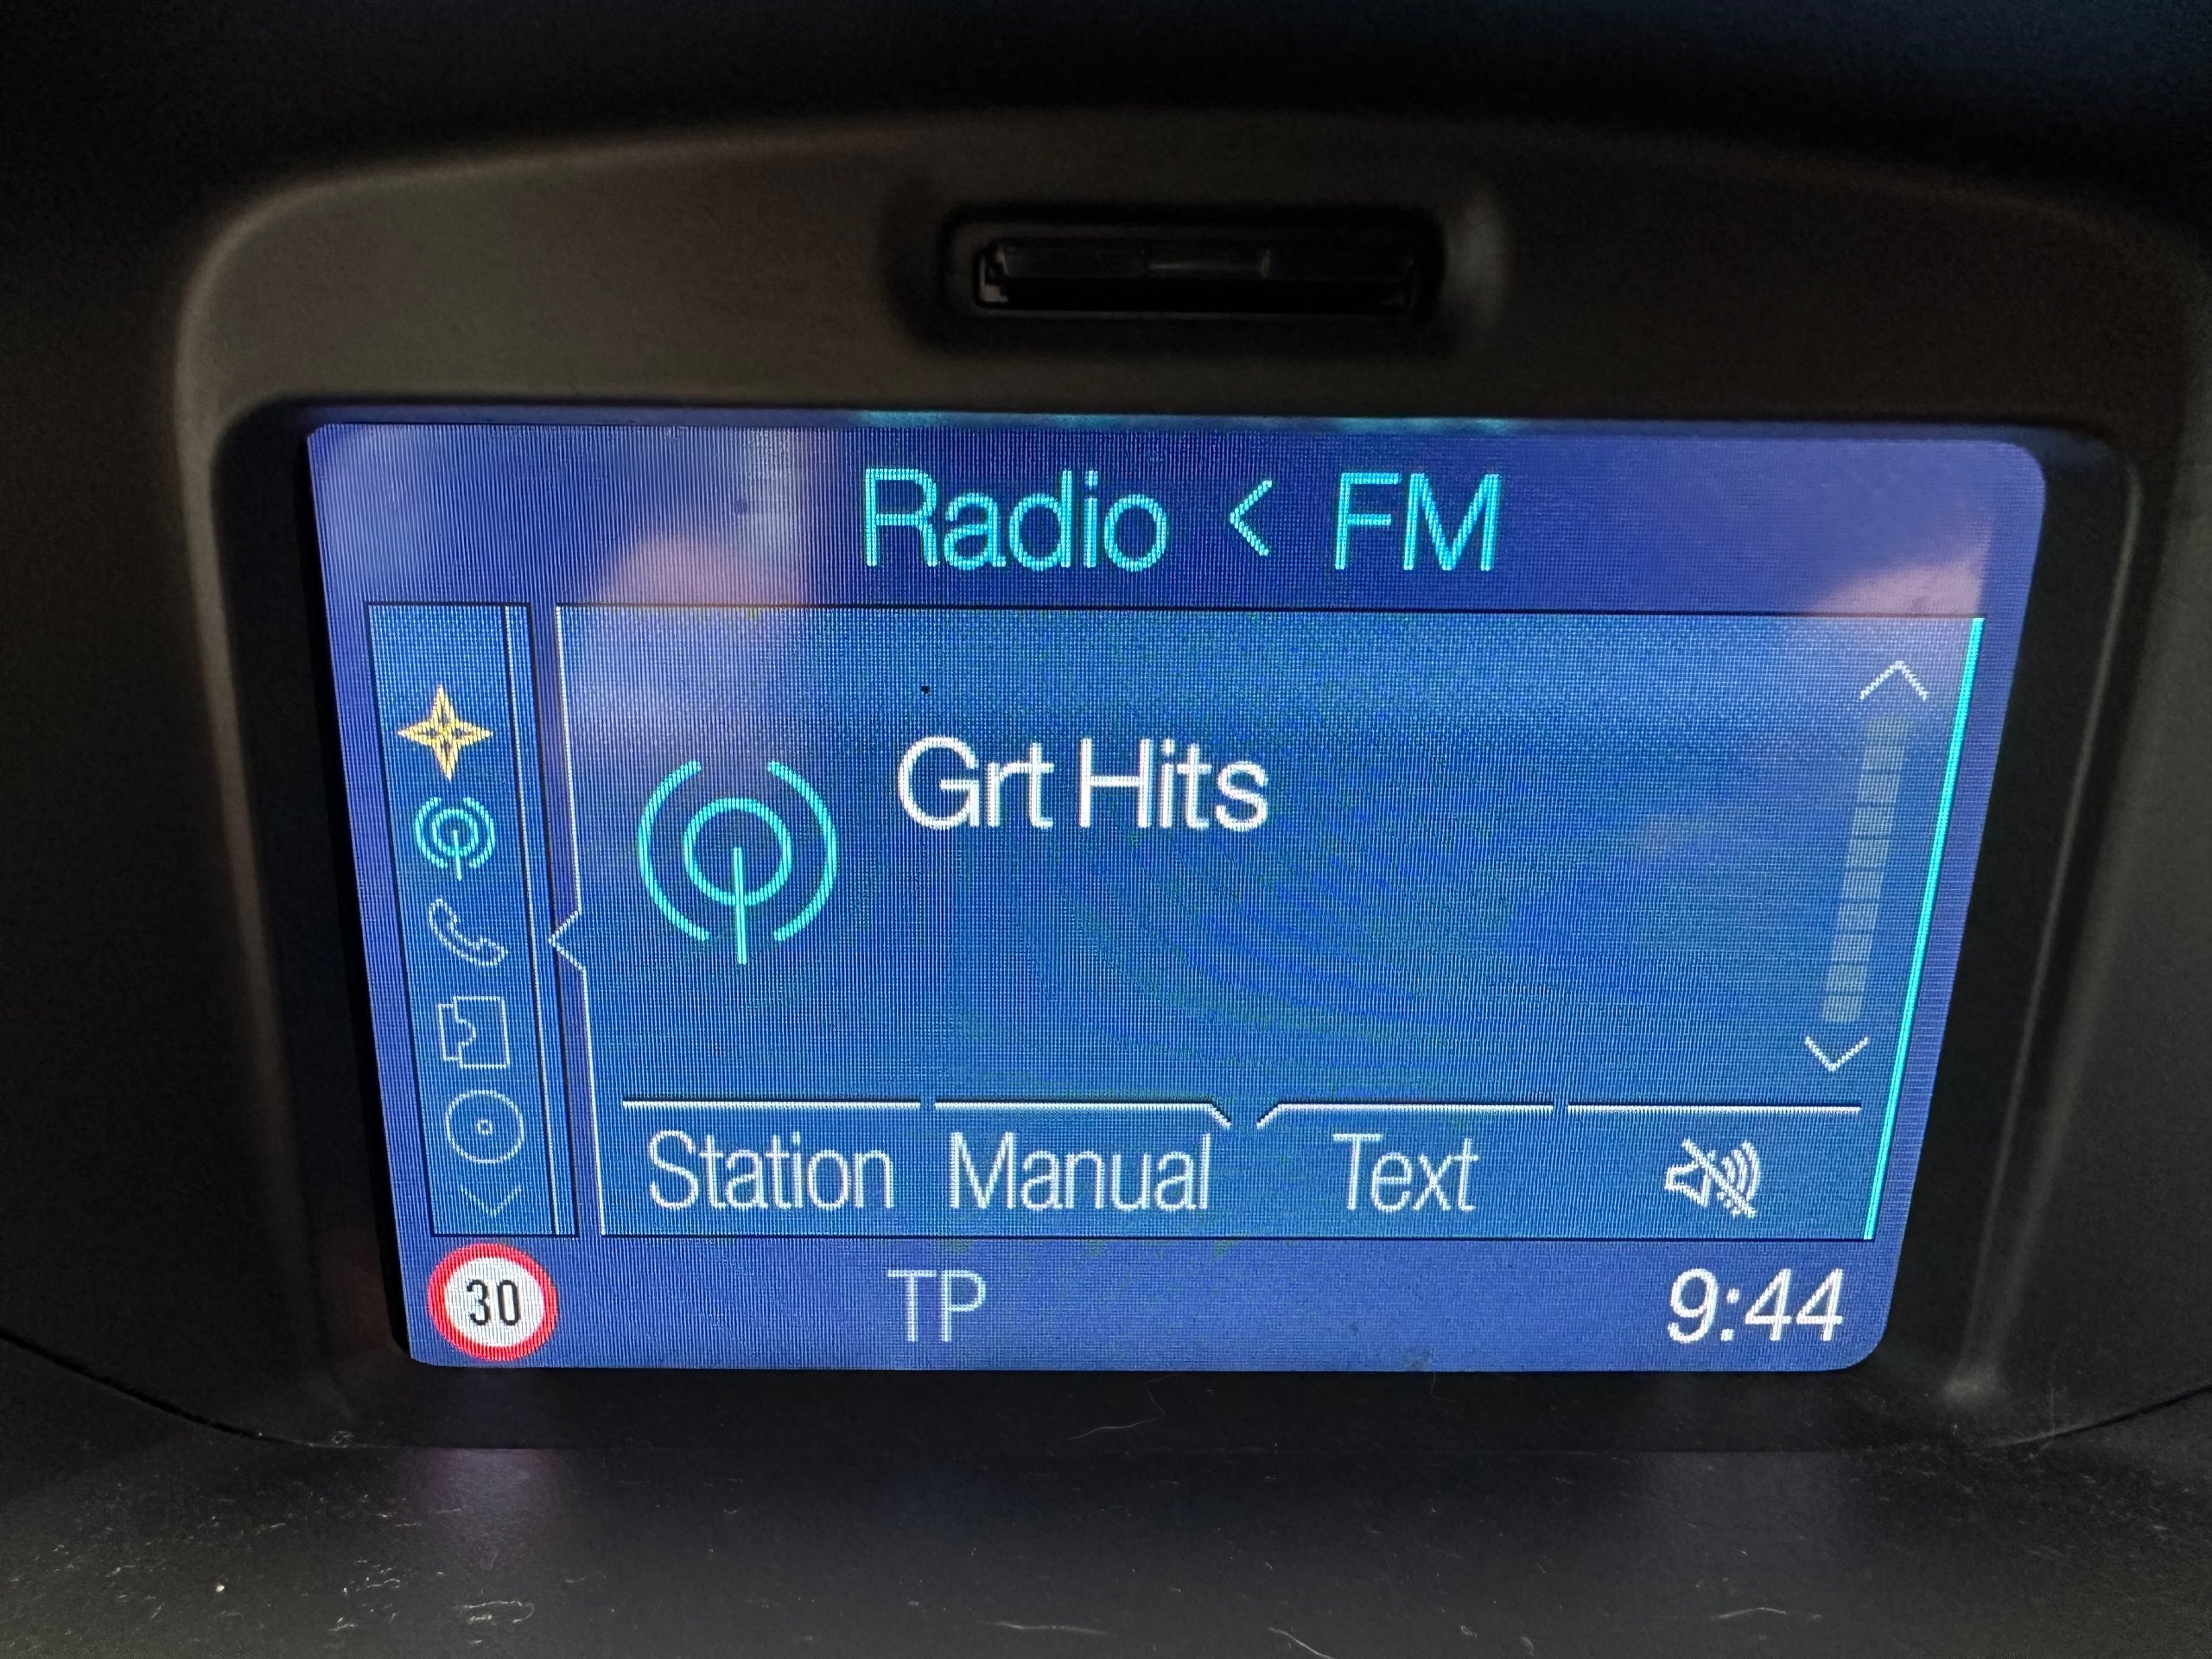 Radio < FM
Grt Hits
Station Manual Text
30 TP 9:44